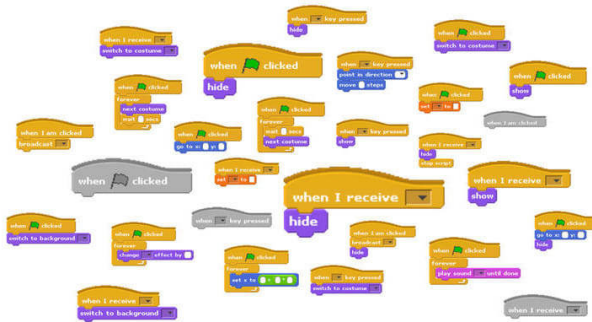 when key pressed
hide
when I receive
switch to costume
when clicked
hide
when key pressed
point in direction
move steps
when clicked
switch to costume
when clicked
show
when clicked
forever
next costume
wait secs
when clicked
forever
wait secs
next costume
when clicked
set to
when I am clicked
when I am clicked
broadcast
when clicked
go to x: y:
when key pressed
show
when I receive
hide
stop script
when clicked
when I receive
set to
when I receive
hide
when I receive
show
when clicked
switch to background
when clicked
forever
change effect by
when key pressed
when I am clicked
broadcast
hide
when clicked
go to x: y:
hide
when clicked
forever
set x to
when key pressed
switch to costume
when clicked
forever
play sound until done
when I receive
switch to background
when I receive